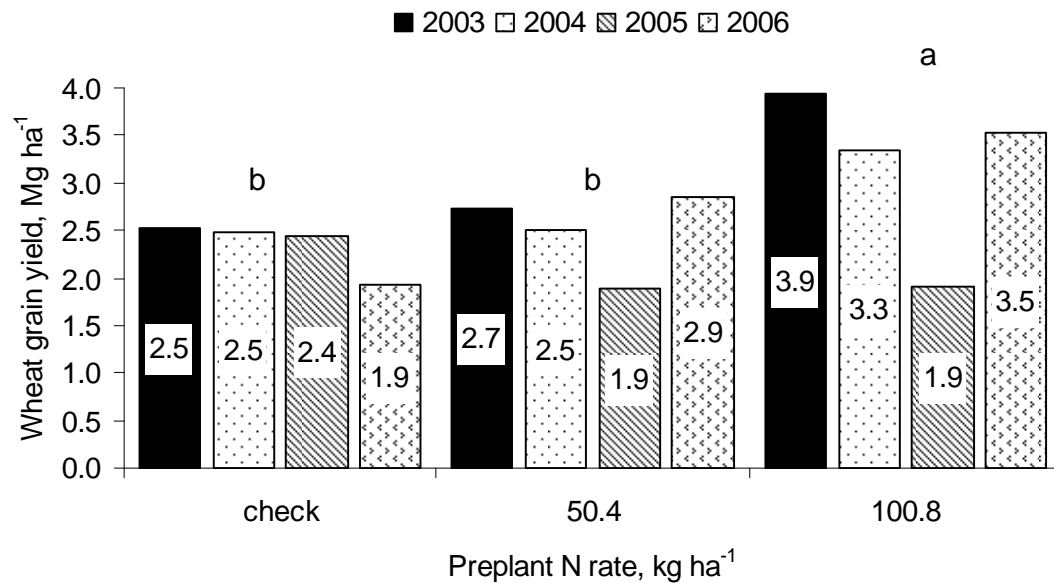 2003 2004 2005 2006
a
b
b
4.0
3.5
3.0
2.5
2.0
1.5
1.0
0.5
0.0
Wheat grain yield, Mg ha⁻¹
2.5 2.5 2.4 1.9
2.7 2.5 1.9 2.9
3.9 3.3 1.9 3.5
check 50.4 100.8
Preplant N rate, kg ha⁻¹